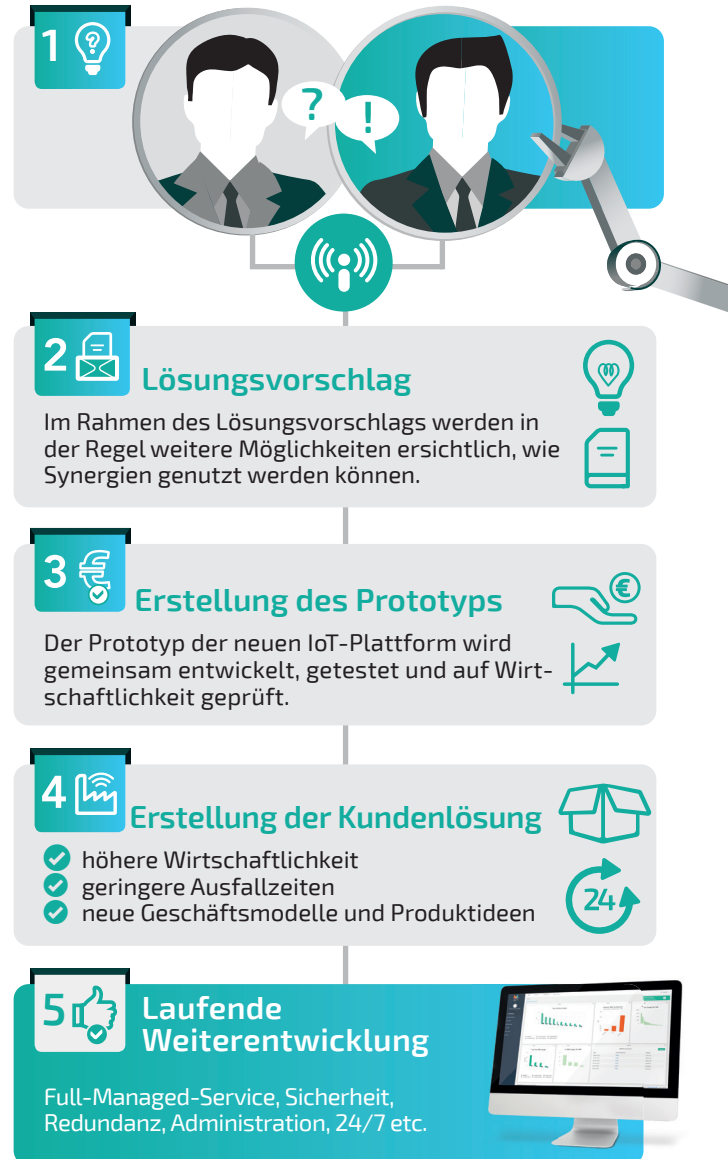 1
?
? !
2
Lösungsvorschlag
Im Rahmen des Lösungsvorschlags werden in
der Regel weitere Möglichkeiten ersichtlich, wie
Synergien genutzt werden können.
3
€
Erstellung des Prototyps
€
Der Prototyp der neuen IoT-Plattform wird
gemeinsam entwickelt, getestet und auf Wirt-
schaftlichkeit geprüft.
4
Erstellung der Kundenlösung
höhere Wirtschaftlichkeit
geringere Ausfallzeiten
neue Geschäftsmodelle und Produktideen
24
5
Laufende
Weiterentwicklung
Full-Managed-Service, Sicherheit,
Redundanz, Administration, 24/7 etc.